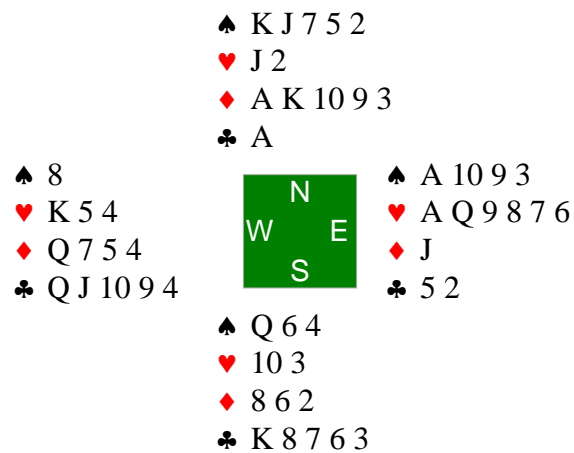 ♠ K J 7 5 2
♥ J 2
♦ A K 10 9 3
♣ A
♠ 8
♥ K 5 4
♦ Q 7 5 4
♣ Q J 10 9 4
N
W E
S
♠ A 10 9 3
♥ A Q 9 8 7 6
♦ J
♣ 5 2
♠ Q 6 4
♥ 10 3
♦ 8 6 2
♣ K 8 7 6 3